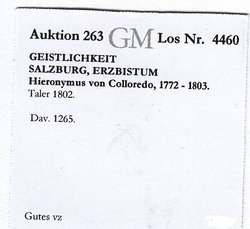 Auktion 263 GM Los Nr. 4460
GEISTLICHKEIT
SALZBURG, ERZBISTUM
Hieronymus von Colloredo, 1772 - 1803.
Taler 1802.
Dav. 1265.
Gutes vz